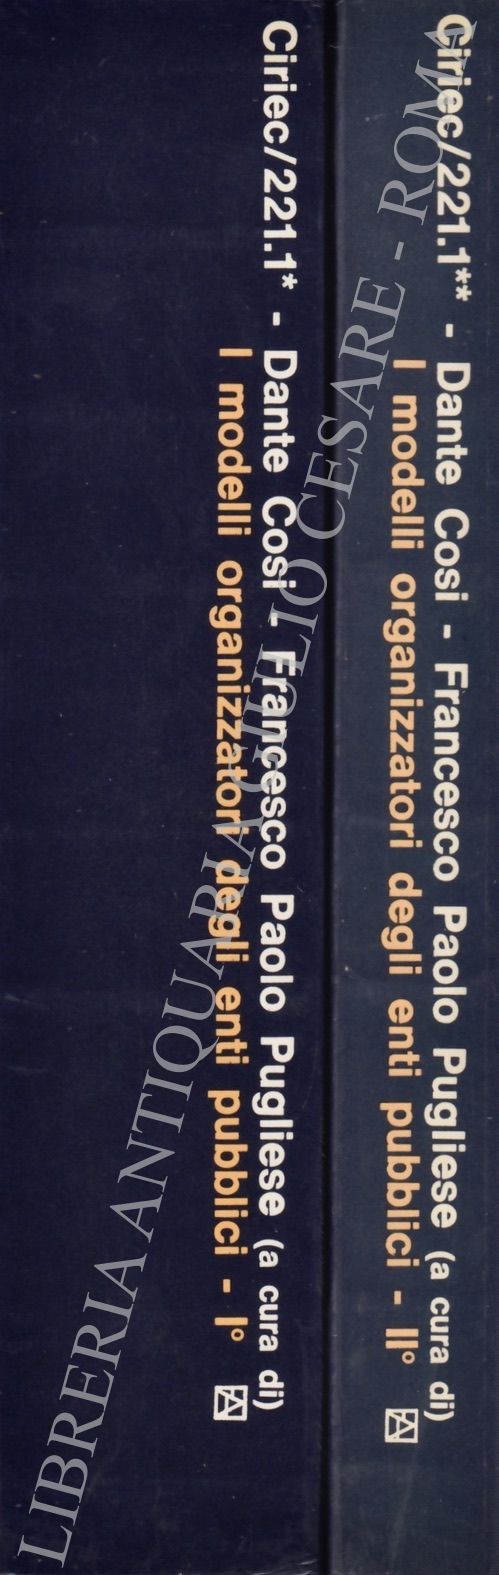 Ciriec/221.1** - Dante Cosi - Francesco Paolo Pugliese (a cura di)
I modelli organizzatori degli enti pubblici - II°
Ciriec/221.1* - Dante Cosi - Francesco Paolo Pugliese (a cura di)
I modelli organizzatori degli enti pubblici - I°
LIBRERIA ANTIQUARIA GIULIO CESARE - ROMA